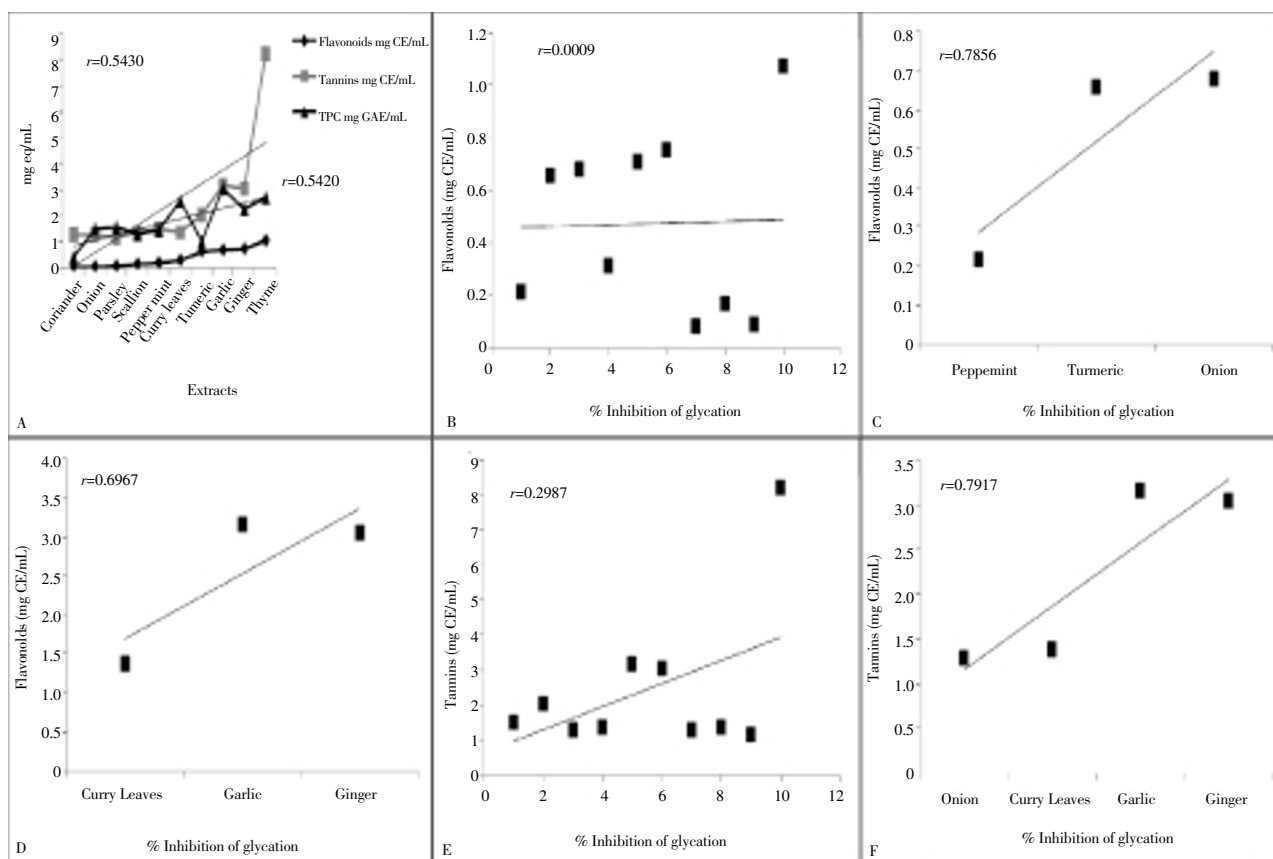 r=0.5430
Flavonoids mg CE/mL
Tannins mg CE/mL
TPC mg GAE/mL
r=0.5420
mg eq/mL
9
8
7
6
5
4
3
2
1
0
Coriander
Onion
Parsley
Scallion
Pepper mint
Curry leaves
Tumeric
Garlic
Ginger
Thyme
Extracts
A
r=0.0009
Flavonolds (mg CE/mL)
1.2
1.0
0.8
0.6
0.4
0.2
0
0 2 4 6 8 10 12
% Inhibition of glycation
B
r=0.7856
Flavonolds (mg CE/mL)
0.8
0.7
0.6
0.5
0.4
0.3
0.2
0.1
0
Peppemint Turmeric Onion
% Inhibition of glycation
C
r=0.6967
Flavonolds (mg CE/mL)
4.0
3.5
3.0
2.5
2.0
1.5
1.0
0.5
0
Curry Leaves Garlic Ginger
% Inhibition of glycation
D
r=0.2987
Tannins (mg CE/mL)
9
8
7
6
5
4
3
2
1
0
0 2 4 6 8 10 12
% Inhibition of glycation
E
r=0.7917
Tannins (mg CE/mL)
3.5
3.0
2.5
2.0
1.5
1.0
0.5
0
Onion Curry Leaves Garlic Ginger
% Inhibition of glycation
F